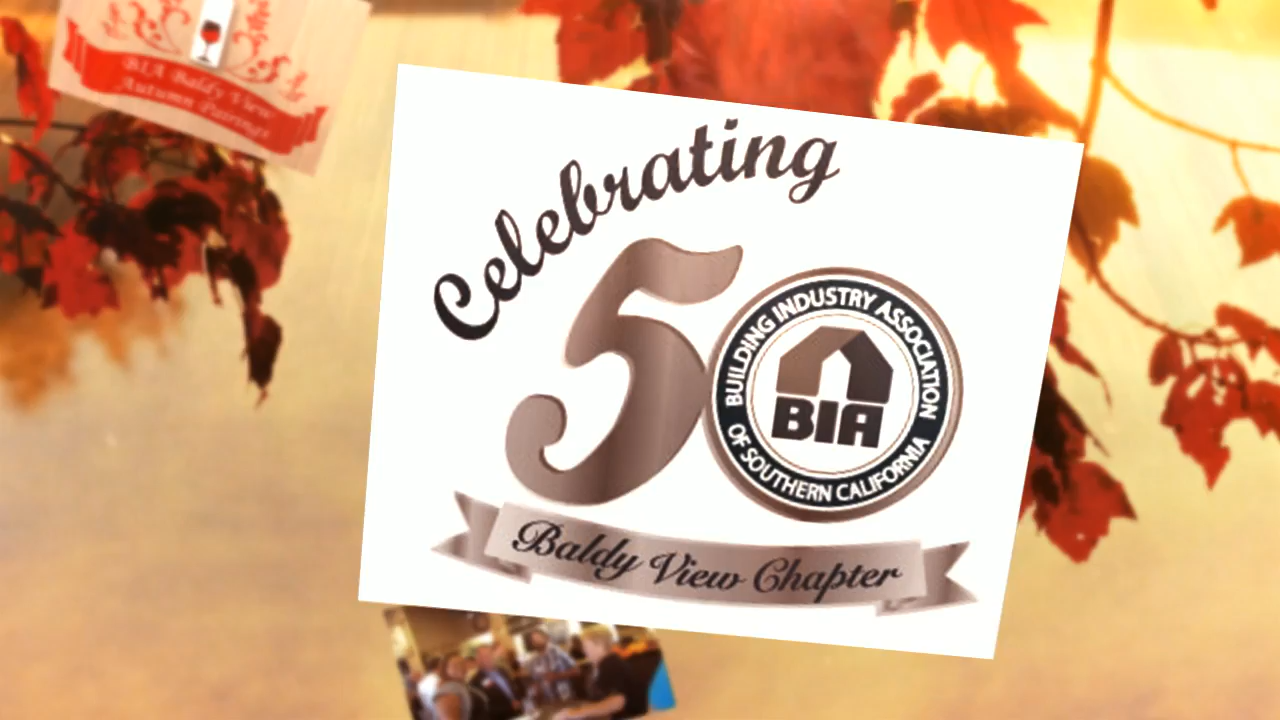 BIA Baldy View
Autumn Pairings
Celebrating
50
BUILDING INDUSTRY ASSOCIATION
OF SOUTHERN CALIFORNIA
BIA
Baldy View Chapter